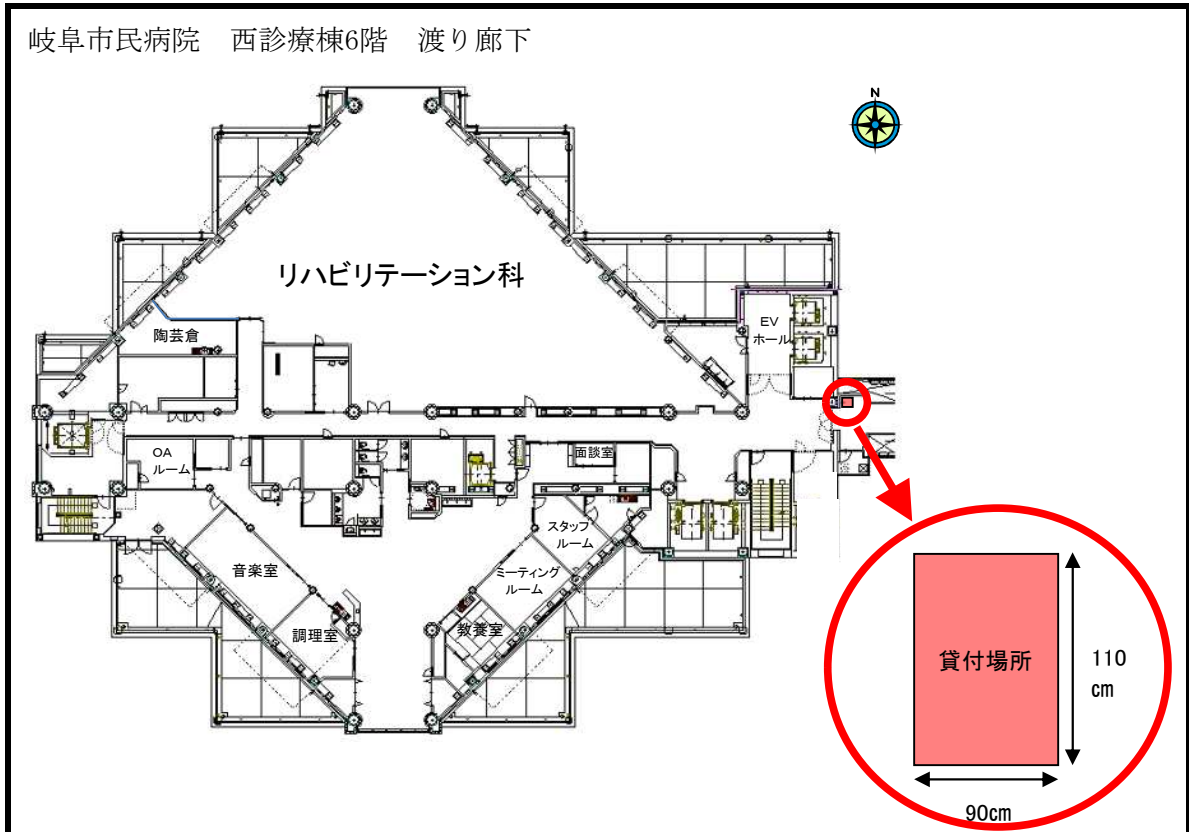 岐阜市民病院　西診療棟6階　渡り廊下
N
リハビリテーション科
EV
ホール
陶芸倉
OA
ルーム
面談室
スタッフ
ルーム
音楽室
ミーティング
ルーム
調理室
教養室
貸付場所
110
cm
90cm